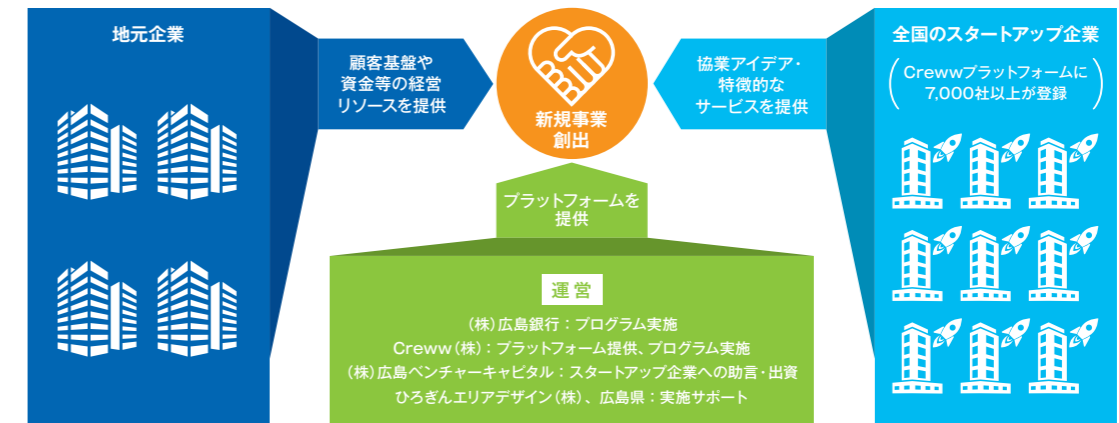 地元企業
顧客基盤や
資金等の経営
リソースを提供
新規事業
創出
協業アイデア・
特徴的な
サービスを提供
全国のスタートアップ企業
(Crewwプラットフォームに
7,000社以上が登録)
プラットフォームを
提供
運営
(株)広島銀行：プログラム実施
Creww(株)：プラットフォーム提供、プログラム実施
(株)広島ベンチャーキャピタル：スタートアップ企業への助言・出資
ひろぎんエリアデザイン(株)、広島県：実施サポート